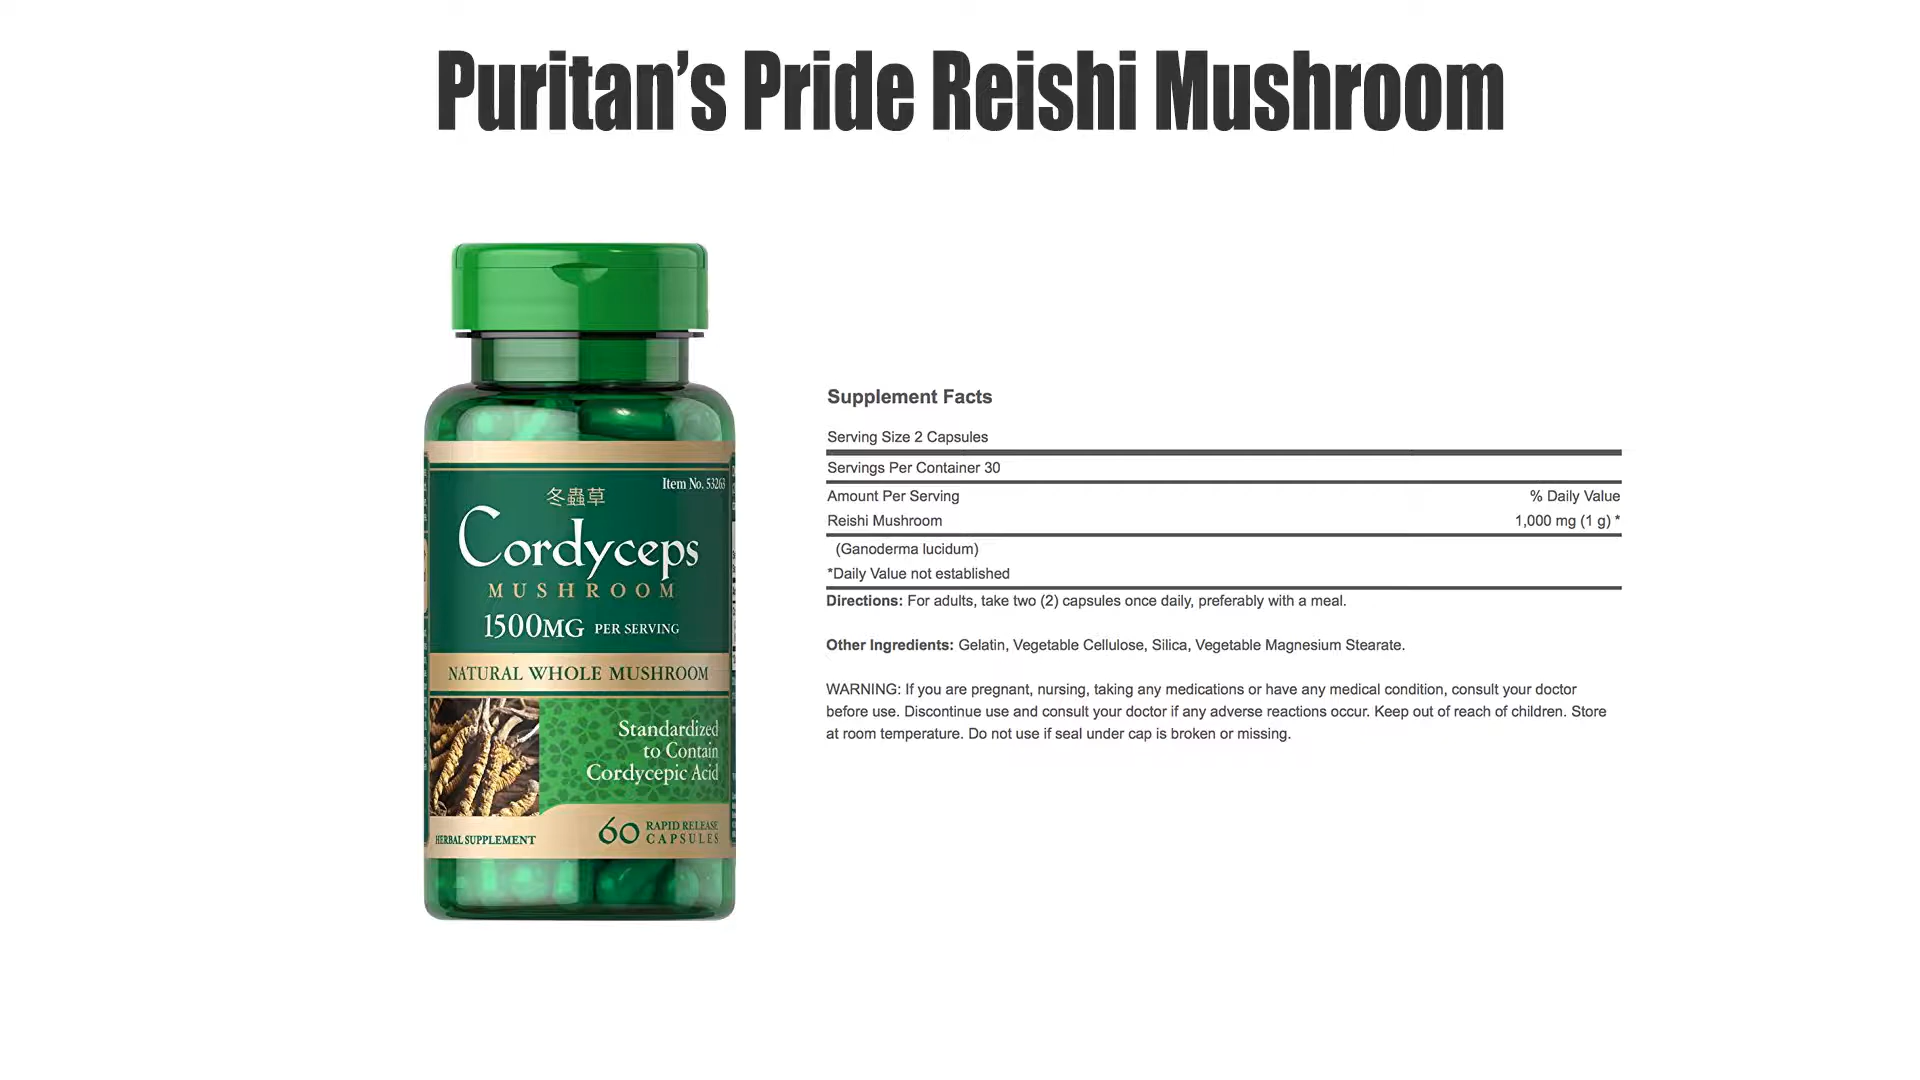 Puritan’s Pride Reishi Mushroom
Item No. 53263
冬蟲草
Cordyceps
MUSHROOM
1500MG PER SERVING
NATURAL WHOLE MUSHROOM
Standardized
to Contain
Cordycepic Acid
HERBAL SUPPLEMENT
60 RAPID RELEASE
CAPSULES
Supplement Facts
Serving Size 2 Capsules
Servings Per Container 30
Amount Per Serving % Daily Value
Reishi Mushroom 1,000 mg (1 g) *
(Ganoderma lucidum)
*Daily Value not established
Directions: For adults, take two (2) capsules once daily, preferably with a meal.
Other Ingredients: Gelatin, Vegetable Cellulose, Silica, Vegetable Magnesium Stearate.
WARNING: If you are pregnant, nursing, taking any medications or have any medical condition, consult your doctor
before use. Discontinue use and consult your doctor if any adverse reactions occur. Keep out of reach of children. Store
at room temperature. Do not use if seal under cap is broken or missing.